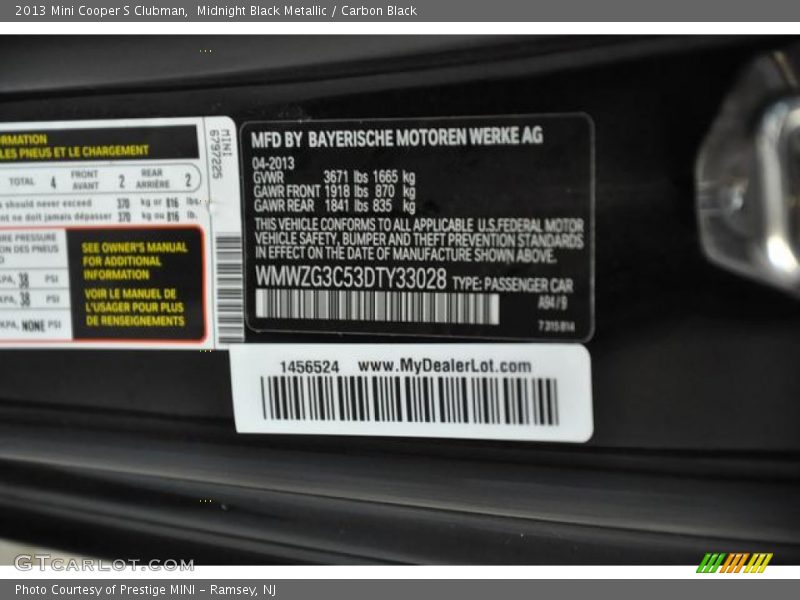 2013 Mini Cooper S Clubman,  Midnight Black Metallic / Carbon Black
RMATION
LES PNEUS ET LE CHARGEMENT
TOTAL 4 FRONT AVANT 2 REAR ARRIÈRE 2
s should never exceed 370 kg or 816 lbs.
nt ne doit jamais dépasser 370 kg ou 816 lb.
IRE PRESSURE
ION DES PNEUS
KPA, 38 PSI
KPA, 38 PSI
KPA, NONE PSI
SEE OWNER'S MANUAL
FOR ADDITIONAL
INFORMATION
VOIR LE MANUEL DE
L'USAGER POUR PLUS
DE RENSEIGNEMENTS
MINI
6797225
MFD BY BAYERISCHE MOTOREN WERKE AG
04-2013
GVWR 3671 lbs 1665 kg
GAWR FRONT 1918 lbs 870 kg
GAWR REAR 1841 lbs 835 kg
THIS VEHICLE CONFORMS TO ALL APPLICABLE U.S.FEDERAL MOTOR
VEHICLE SAFETY, BUMPER AND THEFT PREVENTION STANDARDS
IN EFFECT ON THE DATE OF MANUFACTURE SHOWN ABOVE.
WMWZG3C53DTY33028 TYPE: PASSENGER CAR
A94/9
7 315 814
1456524 www.MyDealerLot.com
GTCARLOT.COM
Photo Courtesy of Prestige MINI - Ramsey, NJ